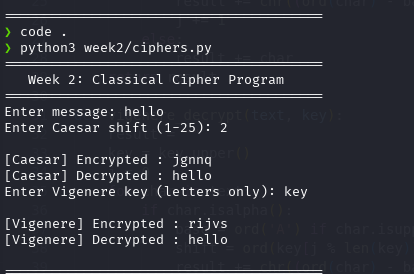 ❯ code .
❯ python3 week2/ciphers.py
Week 2: Classical Cipher Program
Enter message: hello
Enter Caesar shift (1-25): 2
[Caesar] Encrypted : jgnnq
[Caesar] Decrypted : hello
Enter Vigenere key (letters only): key
[Vigenere] Encrypted : rijvs
[Vigenere] Decrypted : hello